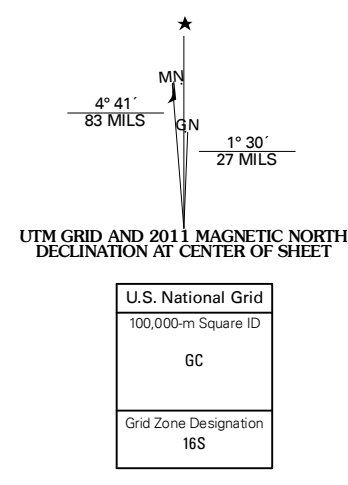 MN
4° 41´
83 MILS
GN
1° 30´
27 MILS
UTM GRID AND 2011 MAGNETIC NORTH
DECLINATION AT CENTER OF SHEET
U.S. National Grid
100,000-m Square ID
GC
Grid Zone Designation
16S